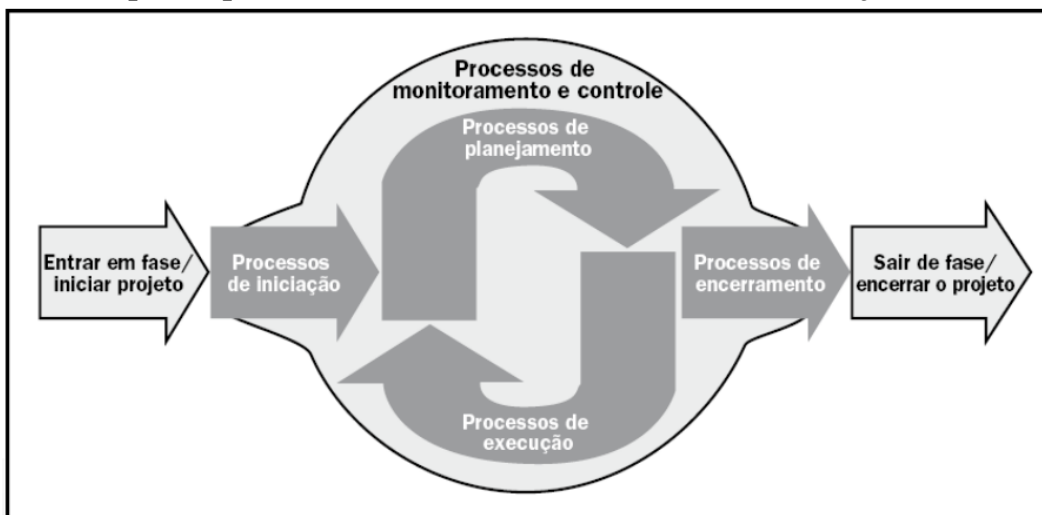 Processos de
monitoramento e controle
Processos de
planejamento
Entrar em fase/
iniciar projeto
Processos
de iniciação
Processos de
encerramento
Sair de fase/
encerrar o projeto
Processos de
execução